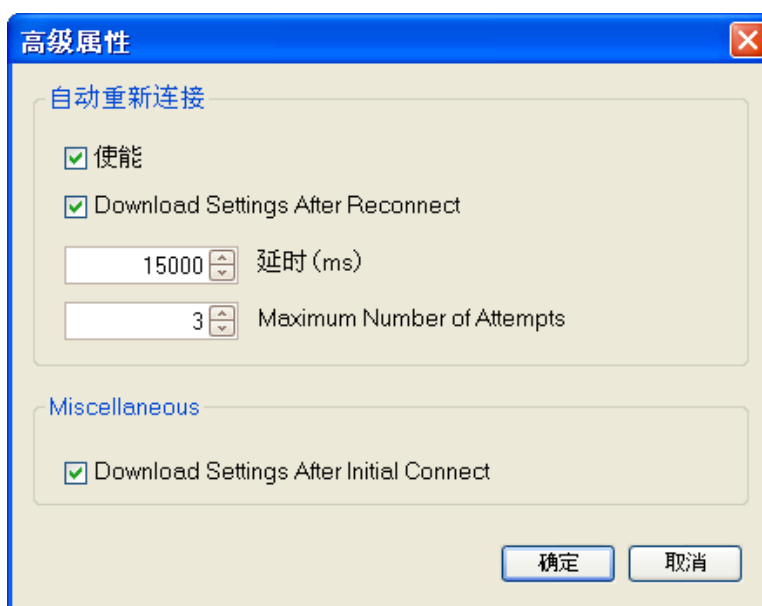 高级属性
自动重新连接
使能
Download Settings After Reconnect
15000 延时(ms)
3 Maximum Number of Attempts
Miscellaneous
Download Settings After Initial Connect
确定 取消